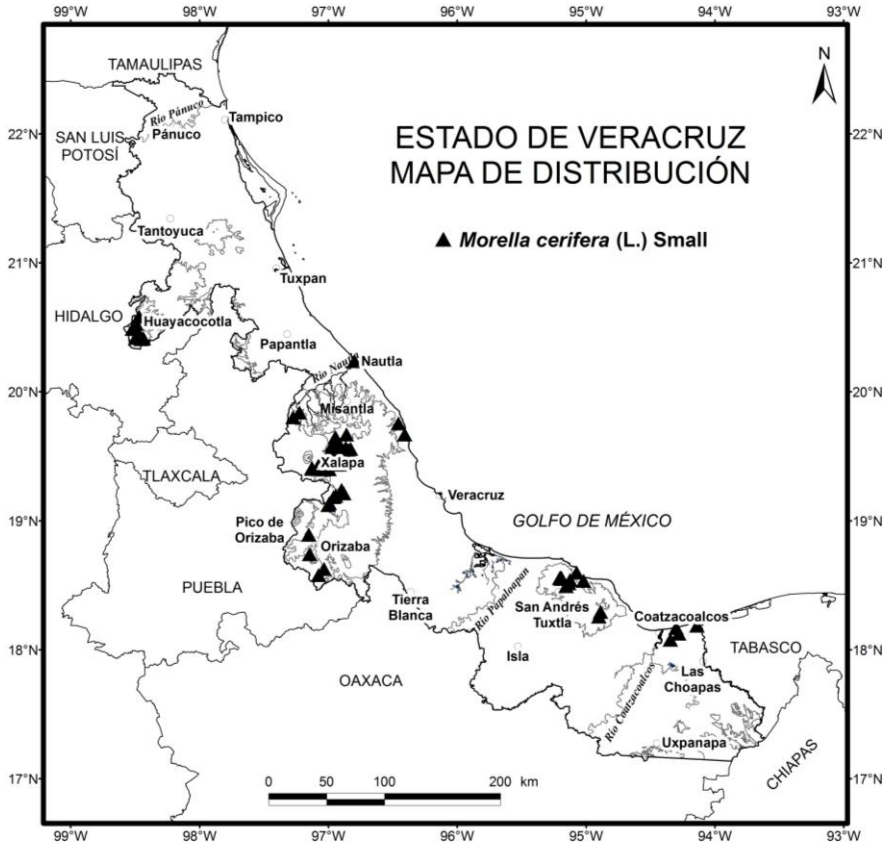 99°W 98°W 97°W 96°W 95°W 94°W 93°W
N
TAMAULIPAS
Río Pánuco
Tampico
22°N
Pánuco
22°N
SAN LUIS
POTOSÍ
ESTADO DE VERACRUZ
MAPA DE DISTRIBUCIÓN
▲ Morella cerifera (L.) Small
Tantoyuca
21°N
21°N
Tuxpan
HIDALGO
Huayacocotla
Papantla
Río Nautla
Nautla
20°N
20°N
Misantla
Xalapa
TLAXCALA
Veracruz
19°N
19°N
GOLFO DE MÉXICO
Pico de
Orizaba
Orizaba
PUEBLA
Tierra
Blanca
Río Papaloapan
San Andrés
Tuxtla
Coatzacoalcos
18°N
18°N
TABASCO
Isla
OAXACA
Las
Choapas
Río Coatzacoalcos
Uxpanapa
17°N
17°N
CHIAPAS
0 50 100 200 km
99°W 98°W 97°W 96°W 95°W 94°W 93°W